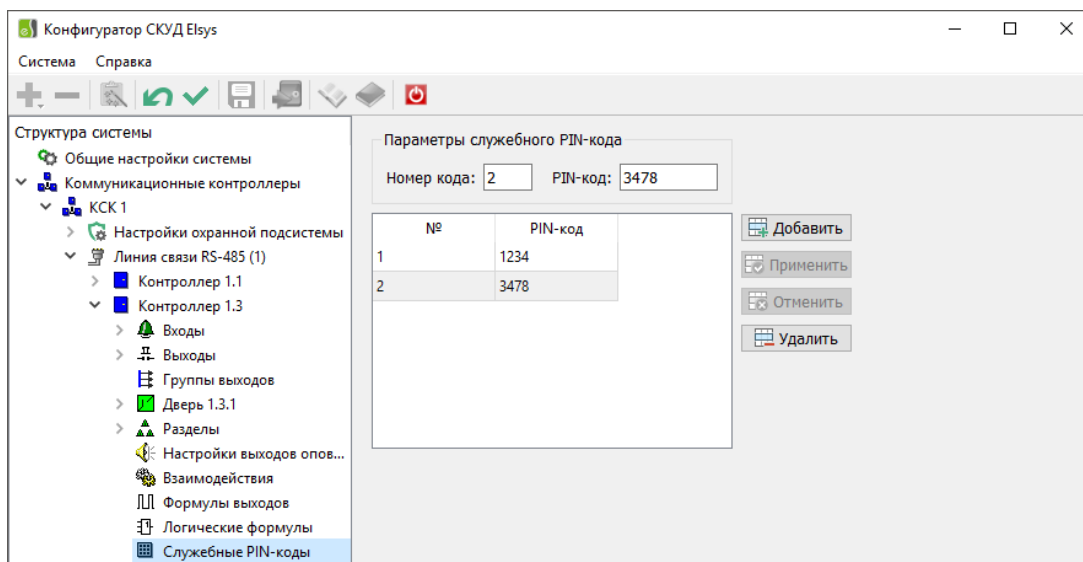 Конфигуратор СКУД Elsys
Система Справка
Структура системы
Общие настройки системы
Коммуникационные контроллеры
КСК 1
Настройки охранной подсистемы
Линия связи RS-485 (1)
Контроллер 1.1
Контроллер 1.3
Входы
Выходы
Группы выходов
Дверь 1.3.1
Разделы
Настройки выходов опов...
Взаимодействия
Формулы выходов
Логические формулы
Служебные PIN-коды
Параметры служебного PIN-кода
Номер кода: 2 PIN-код: 3478
№ PIN-код
1 1234
2 3478
Добавить
Применить
Отменить
Удалить